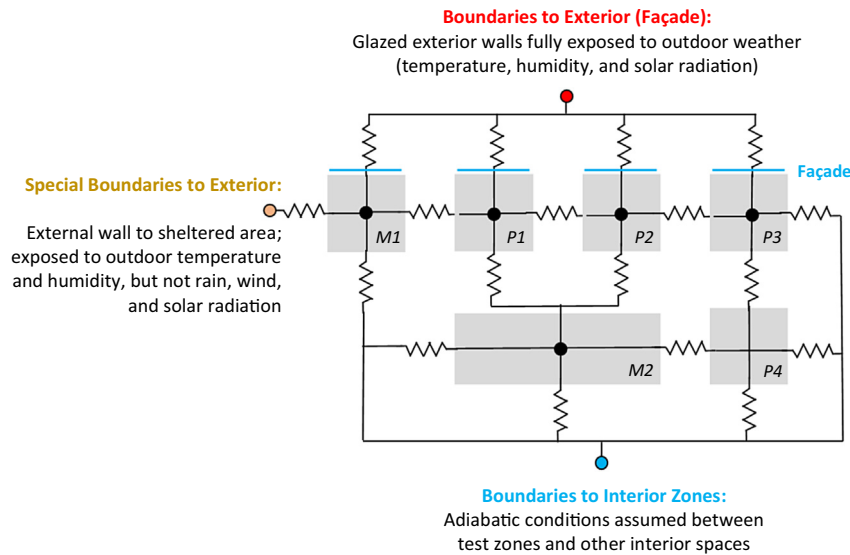 Boundaries to Exterior (Façade):
Glazed exterior walls fully exposed to outdoor weather
(temperature, humidity, and solar radiation)
Façade
Special Boundaries to Exterior:
External wall to sheltered area;
exposed to outdoor temperature
and humidity, but not rain, wind,
and solar radiation
M1
P1
P2
P3
M2
P4
Boundaries to Interior Zones:
Adiabatic conditions assumed between
test zones and other interior spaces